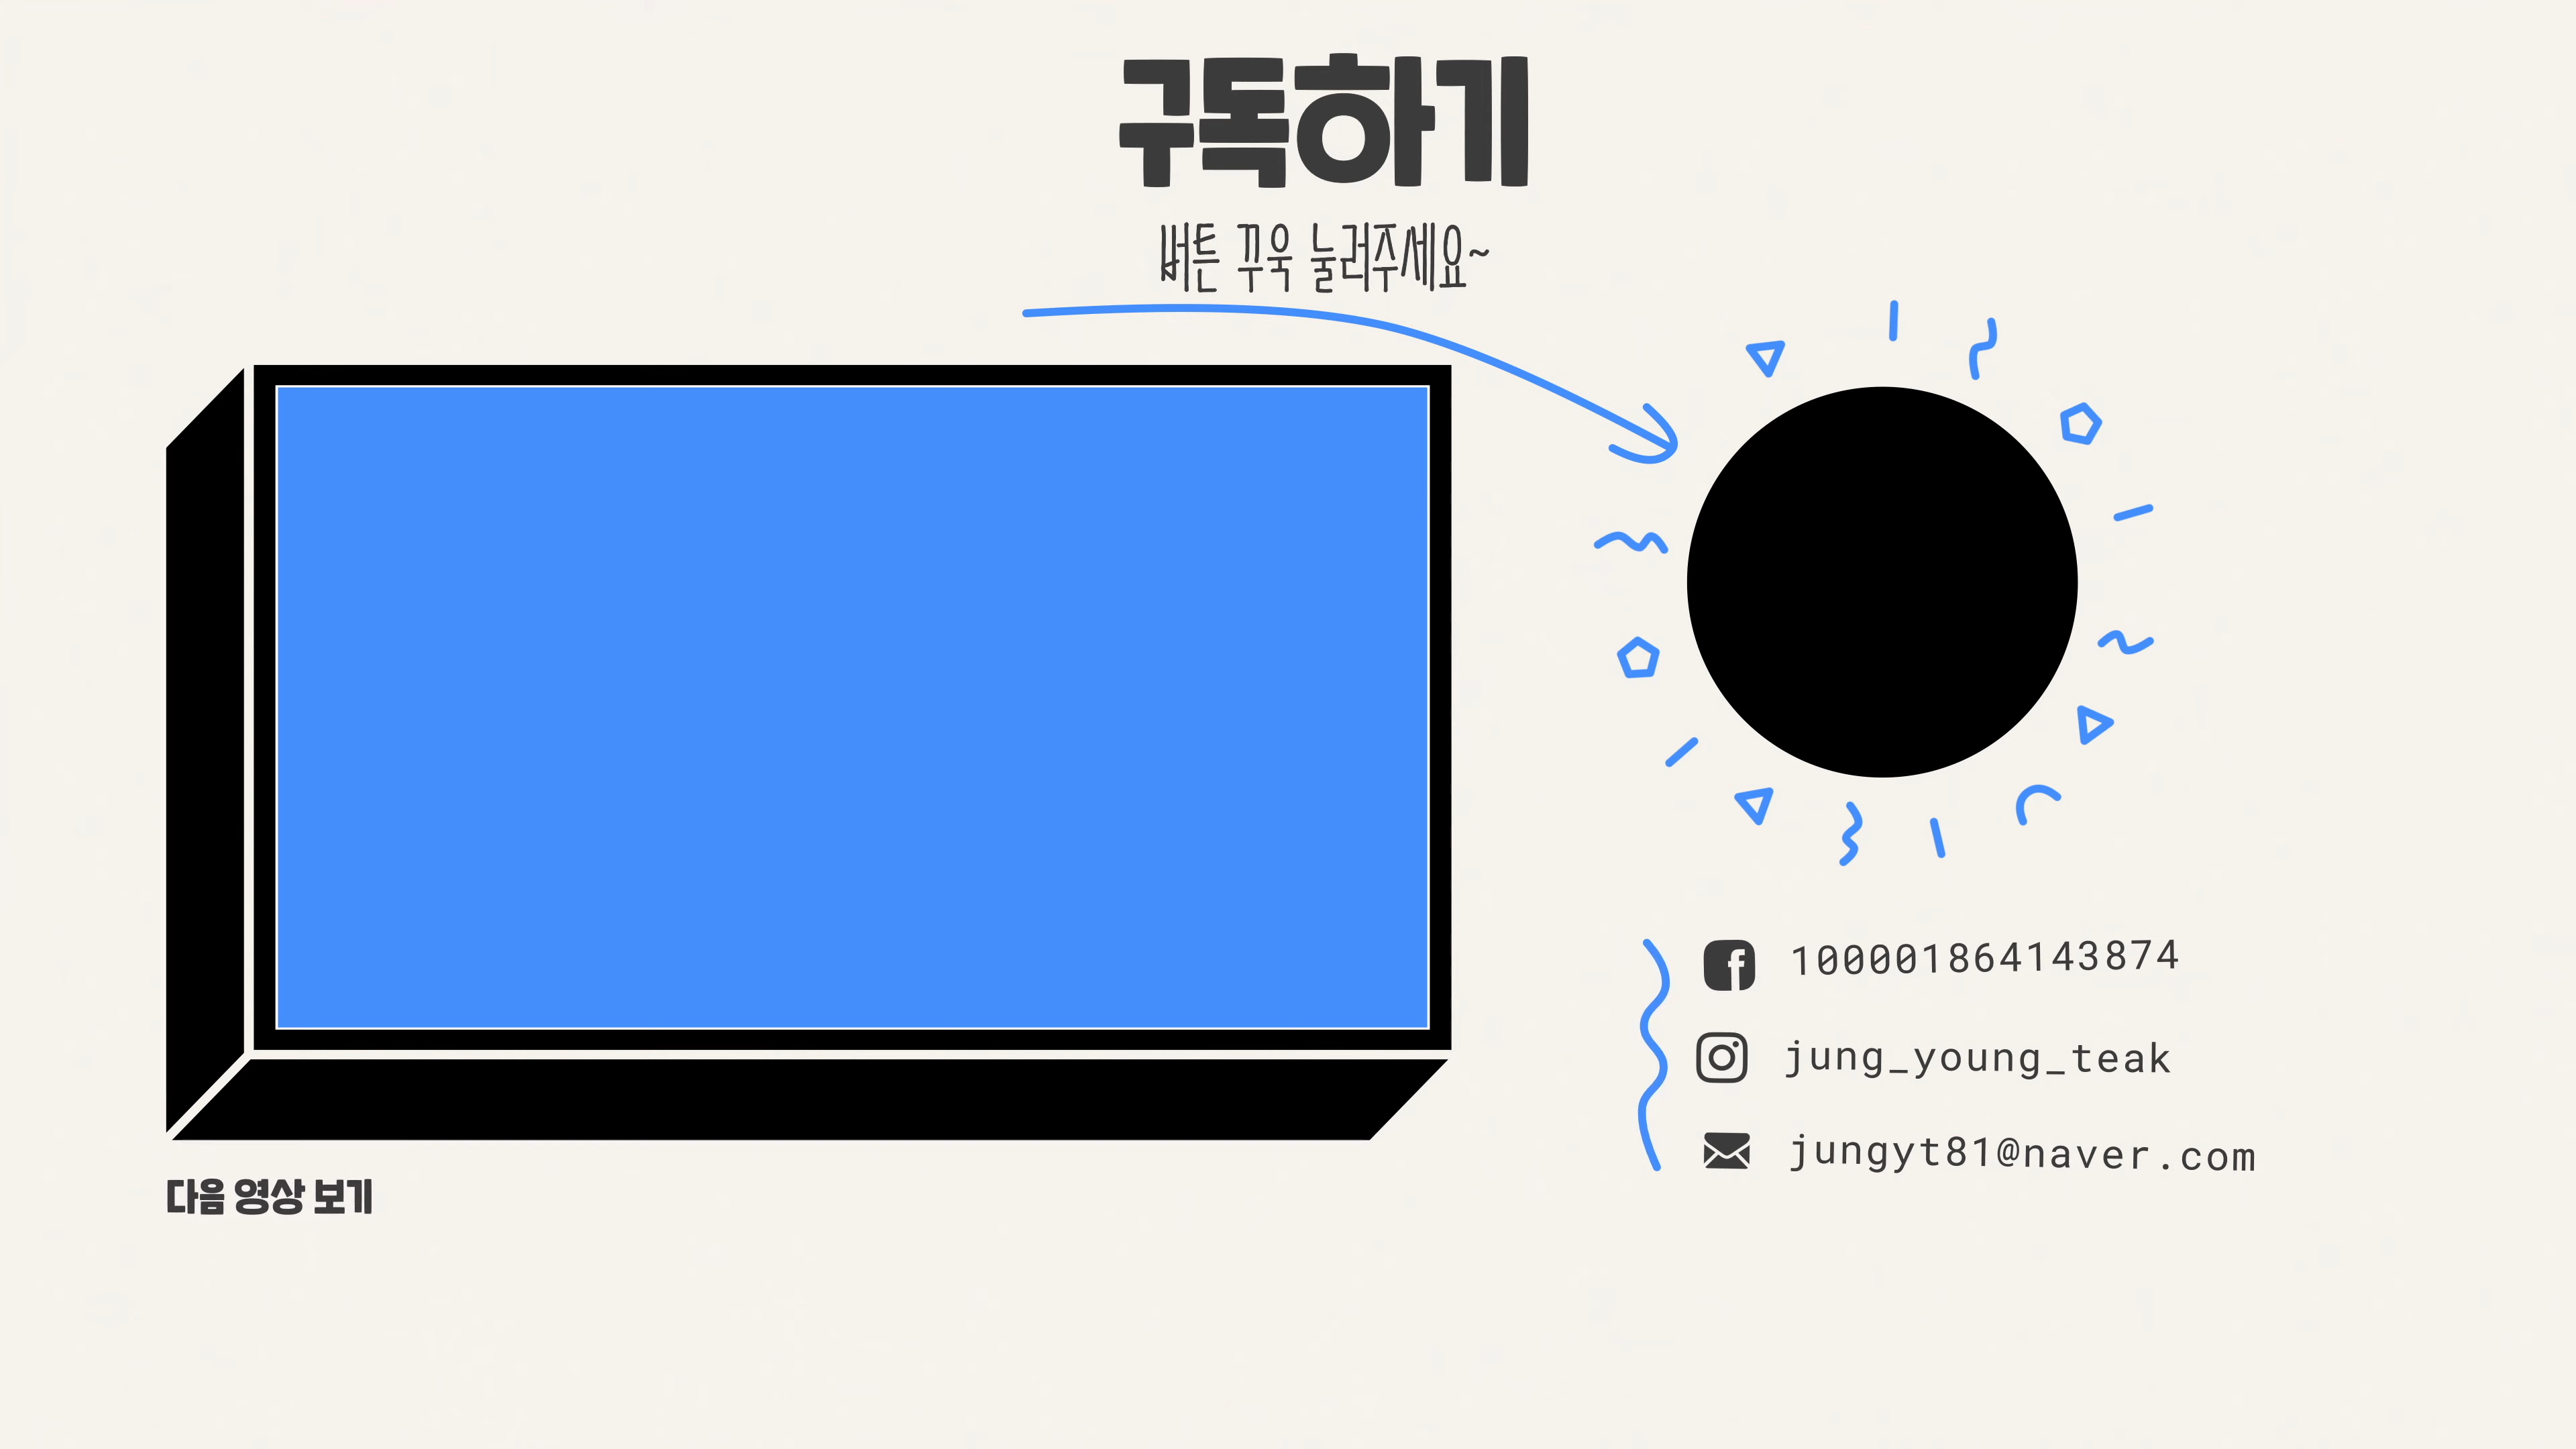 구독하기
버튼 꾸욱 눌러주세요~
100001864143874
jung_young_teak
jungyt81@naver.com
다음 영상 보기